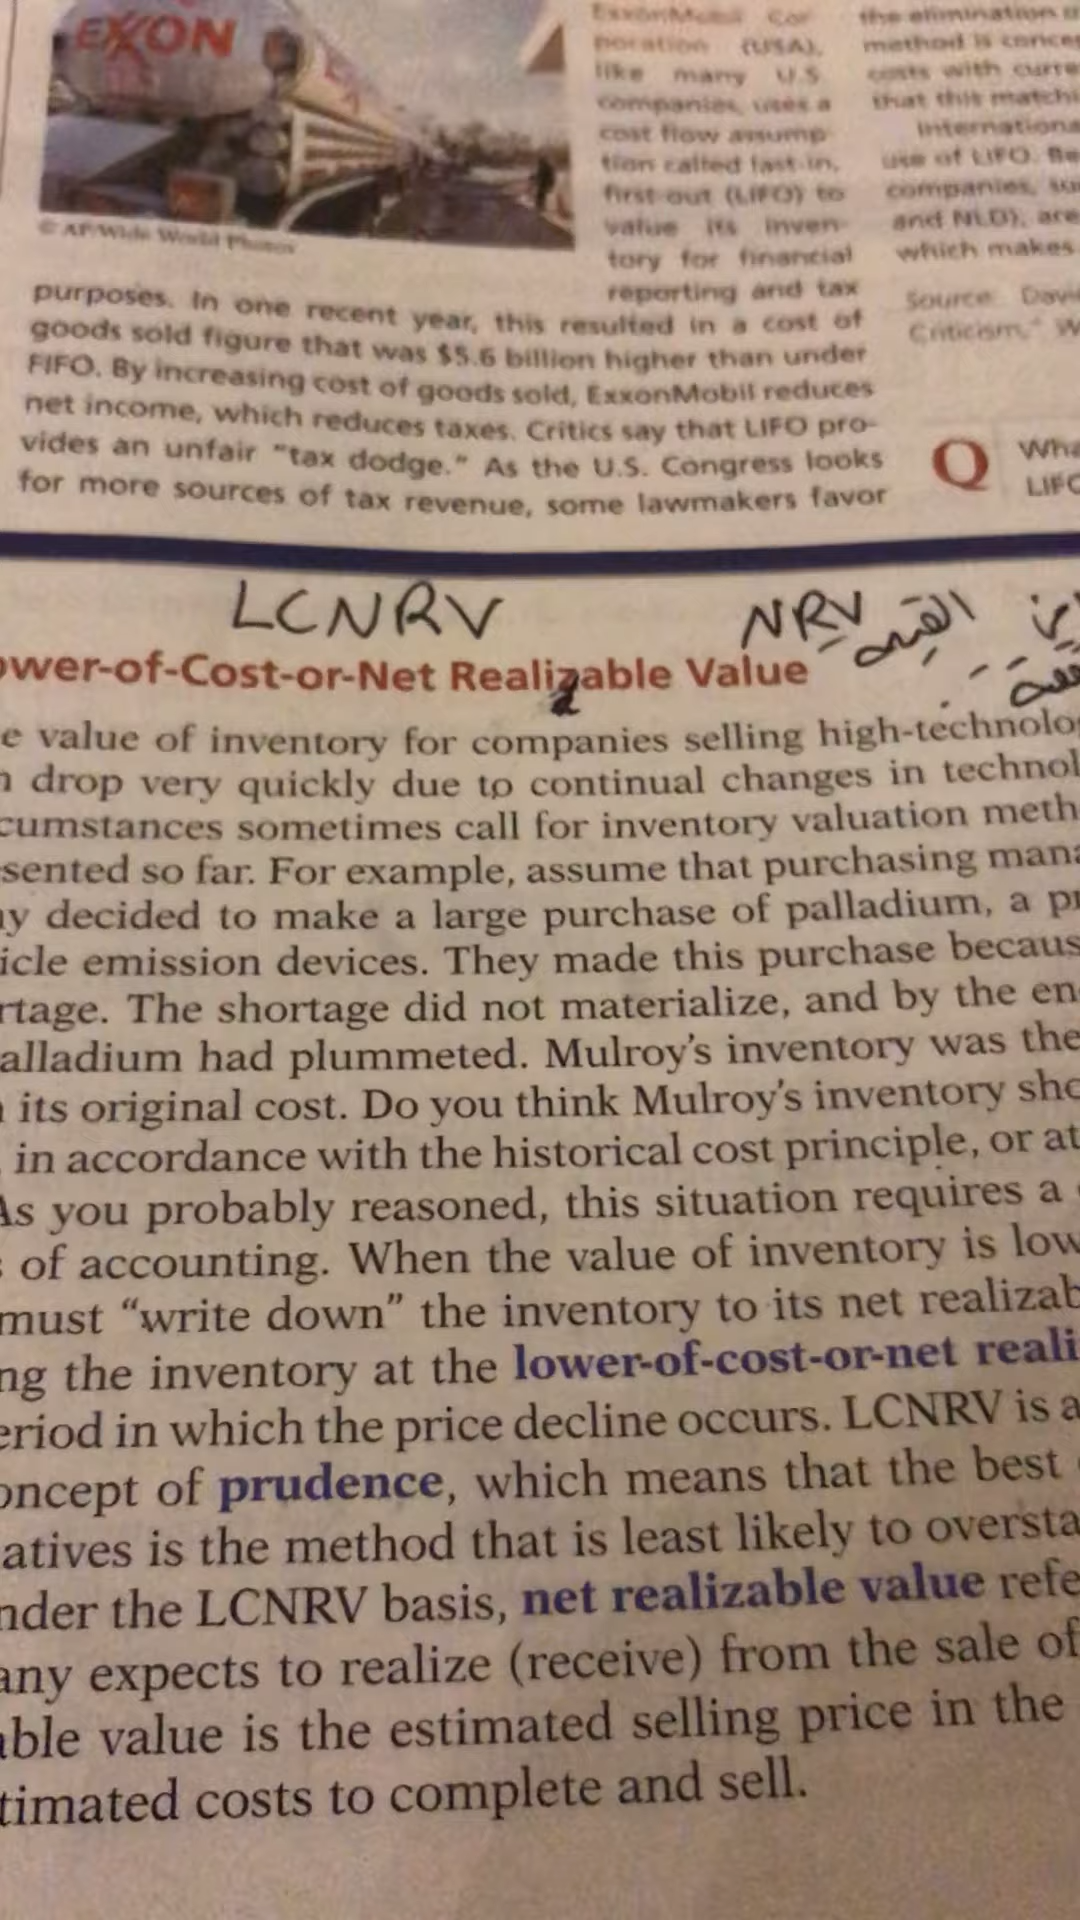 EXXON
© AP/Wide World Photos
ExxonMobil Cor-
poration (USA),
like many U.S.
companies, uses a
cost flow assump-
tion called last-in,
first-out (LIFO) to
value its inven-
tory for financial
reporting and tax
purposes. In one recent year, this resulted in a cost of
goods sold figure that was $5.6 billion higher than under
FIFO. By increasing cost of goods sold, ExxonMobil reduces
net income, which reduces taxes. Critics say that LIFO pro-
vides an unfair "tax dodge." As the U.S. Congress looks
for more sources of tax revenue, some lawmakers favor
the elimination
method is
costs with
that this
use of LIFO.
companies,
and NLD), are
which makes
Source:
Criticism," W
Q
LCNRV
NRV القيمة
ower-of-Cost-or-Net Realizable Value
e value of inventory for companies selling high-technolog
drop very quickly due to continual changes in technol
cumstances sometimes call for inventory valuation meth
sented so far. For example, assume that purchasing mana
y decided to make a large purchase of palladium, a pr
icle emission devices. They made this purchase becaus
rtage. The shortage did not materialize, and by the en
alladium had plummeted. Mulroy's inventory was the
its original cost. Do you think Mulroy's inventory sho
in accordance with the historical cost principle, or at
As you probably reasoned, this situation requires a
of accounting. When the value of inventory is low
must "write down" the inventory to its net realizab
ng the inventory at the lower-of-cost-or-net reali
eriod in which the price decline occurs. LCNRV is a
oncept of prudence, which means that the best
atives is the method that is least likely to oversta
nder the LCNRV basis, net realizable value refe
any expects to realize (receive) from the sale of
able value is the estimated selling price in the
timated costs to complete and sell.